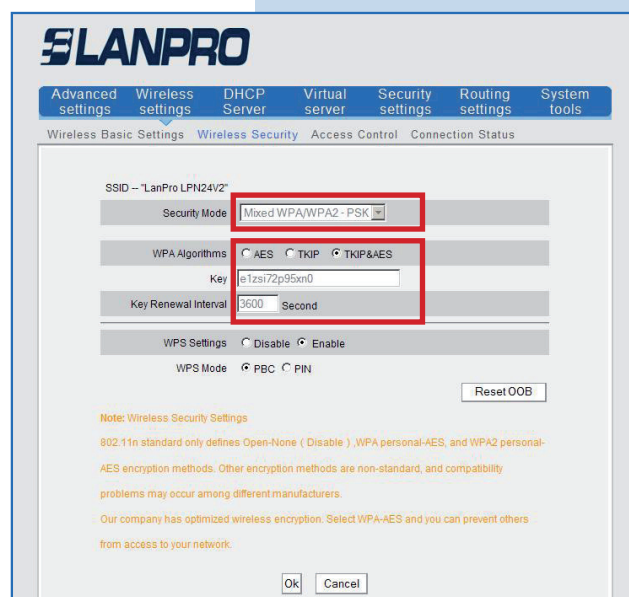 LANPRO
Advanced settings Wireless settings DHCP Server Virtual server Security settings Routing settings System tools
Wireless Basic Settings Wireless Security Access Control Connection Status
SSID -- "LanPro LPN24V2"
Security Mode Mixed WPA/WPA2 - PSK
WPA Algorithms AES TKIP TKIP&AES
Key e1zsi72p95xn0
Key Renewal Interval 3600 Second
WPS Settings Disable Enable
WPS Mode PBC PIN
Reset OOB
Note: Wireless Security Settings
802.11n standard only defines Open-None ( Disable ) ,WPA personal-AES, and WPA2 personal-
AES encryption methods. Other encryption methods are non-standard, and compatibility
problems may occur among different manufacturers.
Our company has optimized wireless encryption. Select WPA-AES and you can prevent others
from access to your network.
Ok Cancel